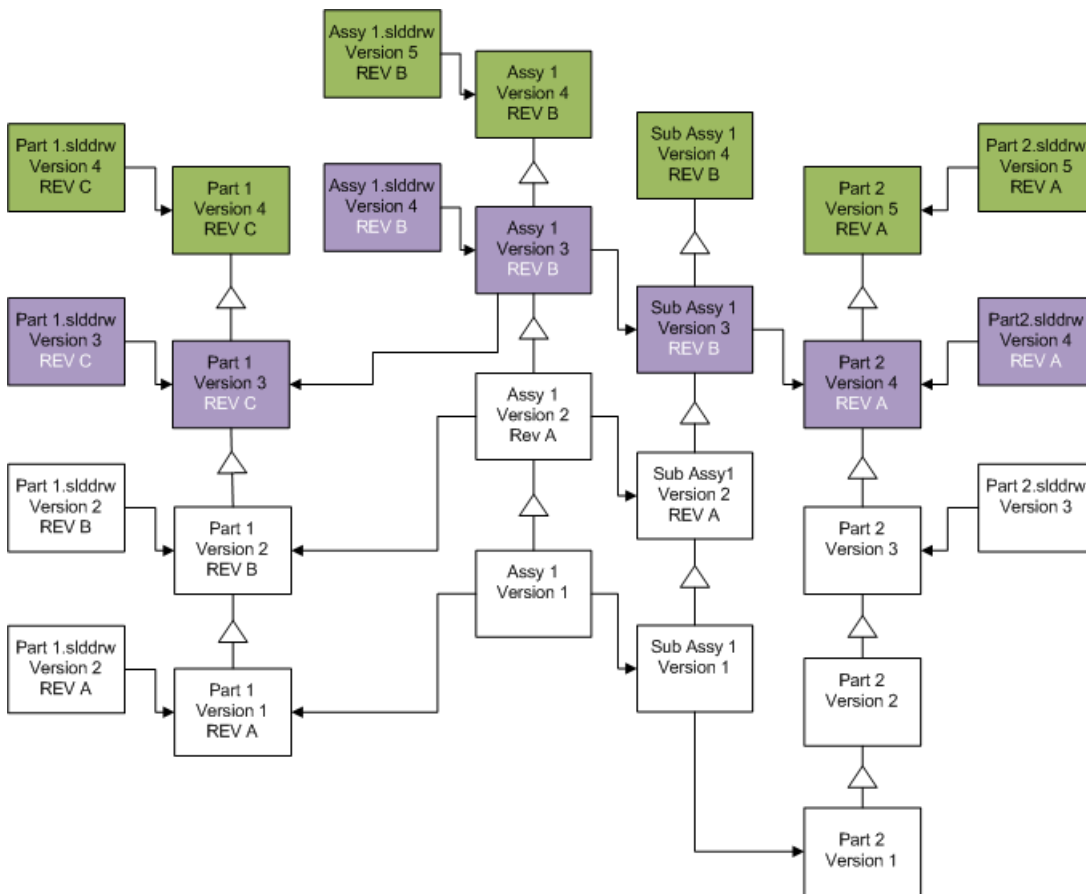 Assy 1.slddrw
Version 5
REV B
Assy 1
Version 4
REV B
Part 1.slddrw
Version 4
REV C
Part 1
Version 4
REV C
Assy 1.slddrw
Version 4
REV B
Assy 1
Version 3
REV B
Sub Assy 1
Version 4
REV B
Part 2
Version 5
REV A
Part 2.slddrw
Version 5
REV A
Part 1.slddrw
Version 3
REV C
Part 1
Version 3
REV C
Sub Assy 1
Version 3
REV B
Part 2
Version 4
REV A
Part2.slddrw
Version 4
REV A
Assy 1
Version 2
Rev A
Part 1.slddrw
Version 2
REV B
Part 1
Version 2
REV B
Sub Assy1
Version 2
REV A
Part 2
Version 3
Part 2.slddrw
Version 3
Assy 1
Version 1
Part 1.slddrw
Version 2
REV A
Part 1
Version 1
REV A
Sub Assy 1
Version 1
Part 2
Version 2
Part 2
Version 1